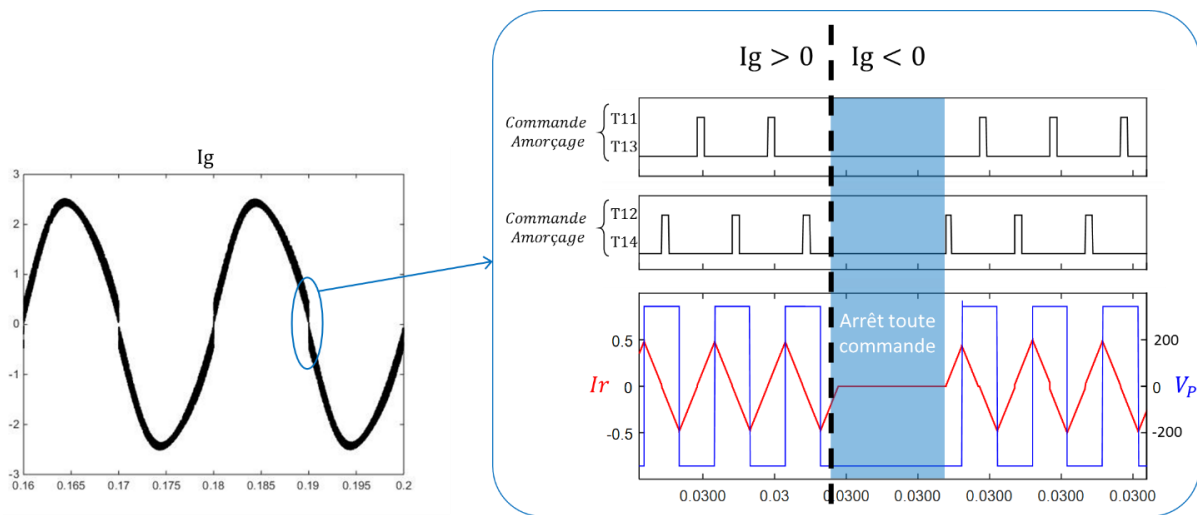 Ig > 0 Ig < 0
Commande T11
Amorçage T13
Commande T12
Amorçage T14
Ig
3
2
1
0
-1
-2
-3
0.16 0.165 0.17 0.175 0.18 0.185 0.19 0.195 0.2
Arrêt toute
commande
0.5 200
Ir 0 0 VP
-0.5 -200
0.0300 0.03 0.0300 0.0300 0.0300 0.0300 0.0300